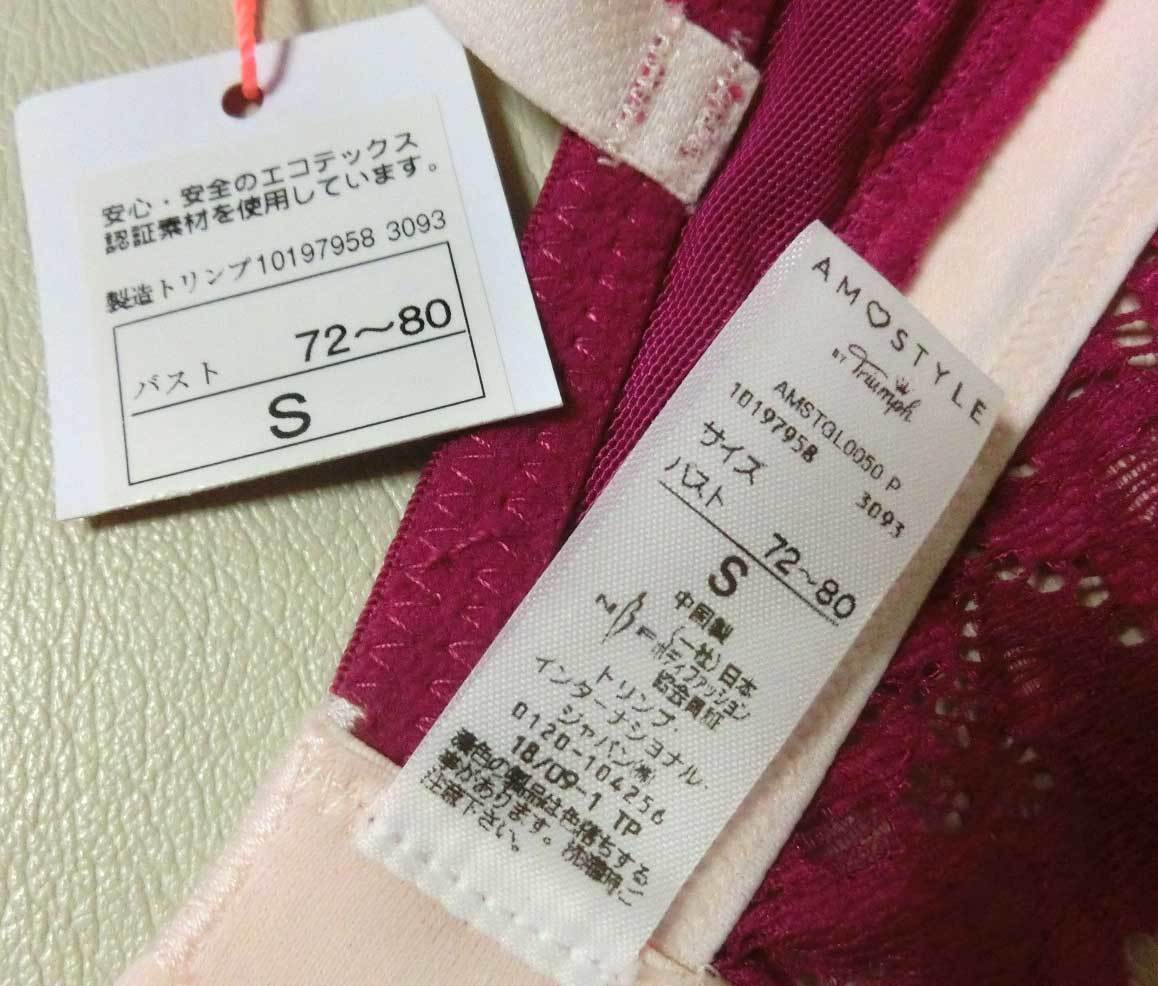 安心・安全のエコテックス
認証素材を使用しています。
製造トリンプ10197958 3093
バスト 72～80
S
AM♡STYLE
BY Triumph
AMSTGL0050 P
10197958 3093
サイズ
バスト 72～80
S
中国製
NBF
(一社)日本
ボディファッション
協会員証
トリンプ・
インターナショナル・
ジャパン㈱
0120-104256
18/09-1 TP
濃色の製品は色落ちする
事があります。洗濯時ご
注意下さい。